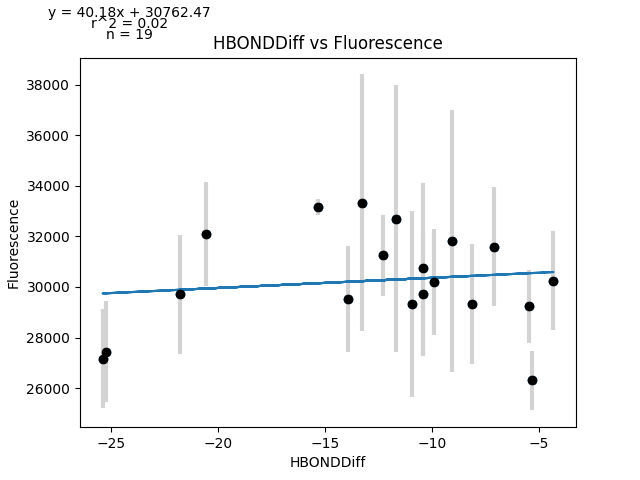 y = 40.18x + 30762.47
r^2 = 0.02
n = 19
HBONDDiff vs Fluorescence
38000
36000
34000
32000
30000
28000
26000
Fluorescence
−25
−20
−15
−10
−5
HBONDDiff